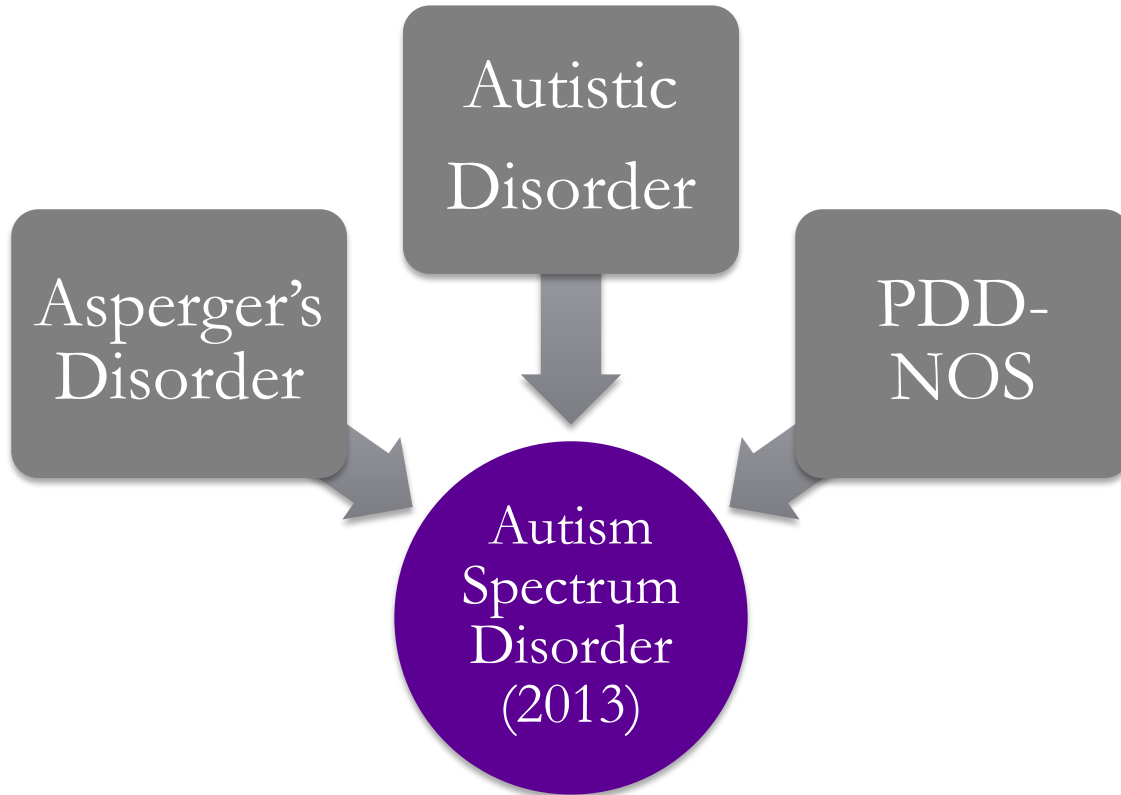 Autistic
Disorder
Asperger’s
Disorder
PDD-
NOS
Autism
Spectrum
Disorder
(2013)